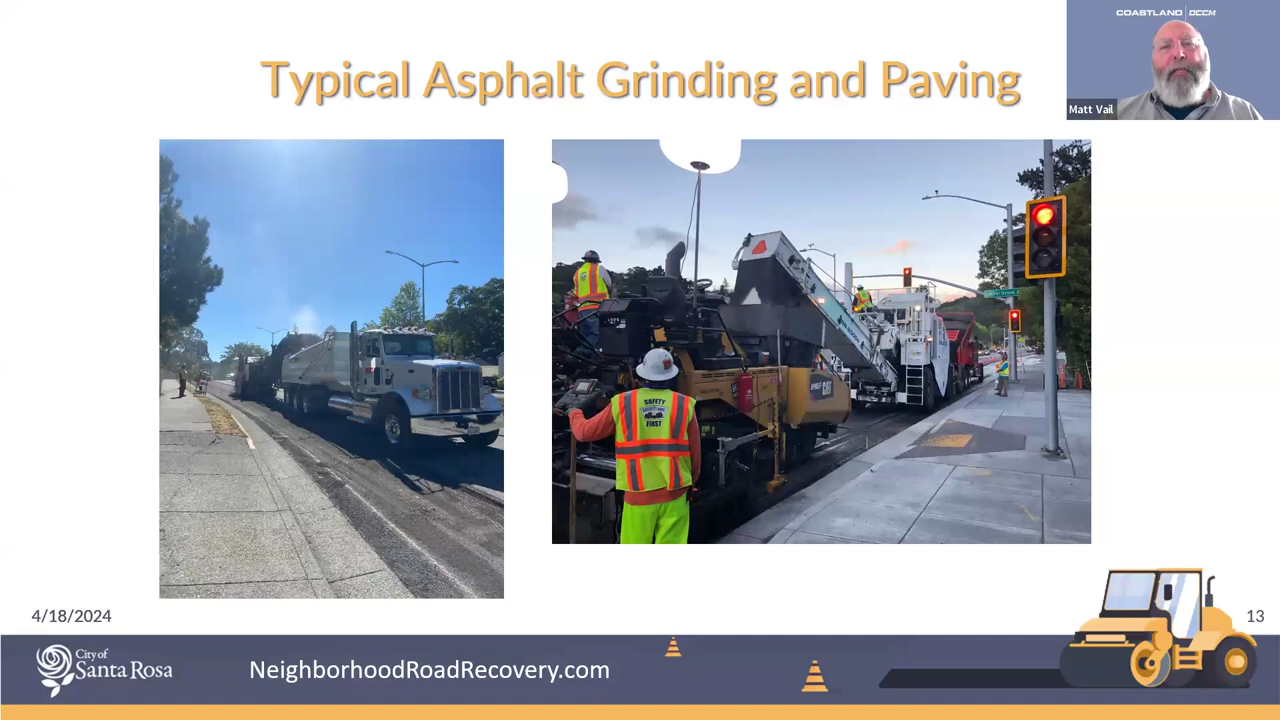 COASTLAND DCCM
Typical Asphalt Grinding and Paving
Matt Vail
SAFETY
FIRST
CAT
4/18/2024
13
City of
Santa Rosa
NeighborhoodRoadRecovery.com